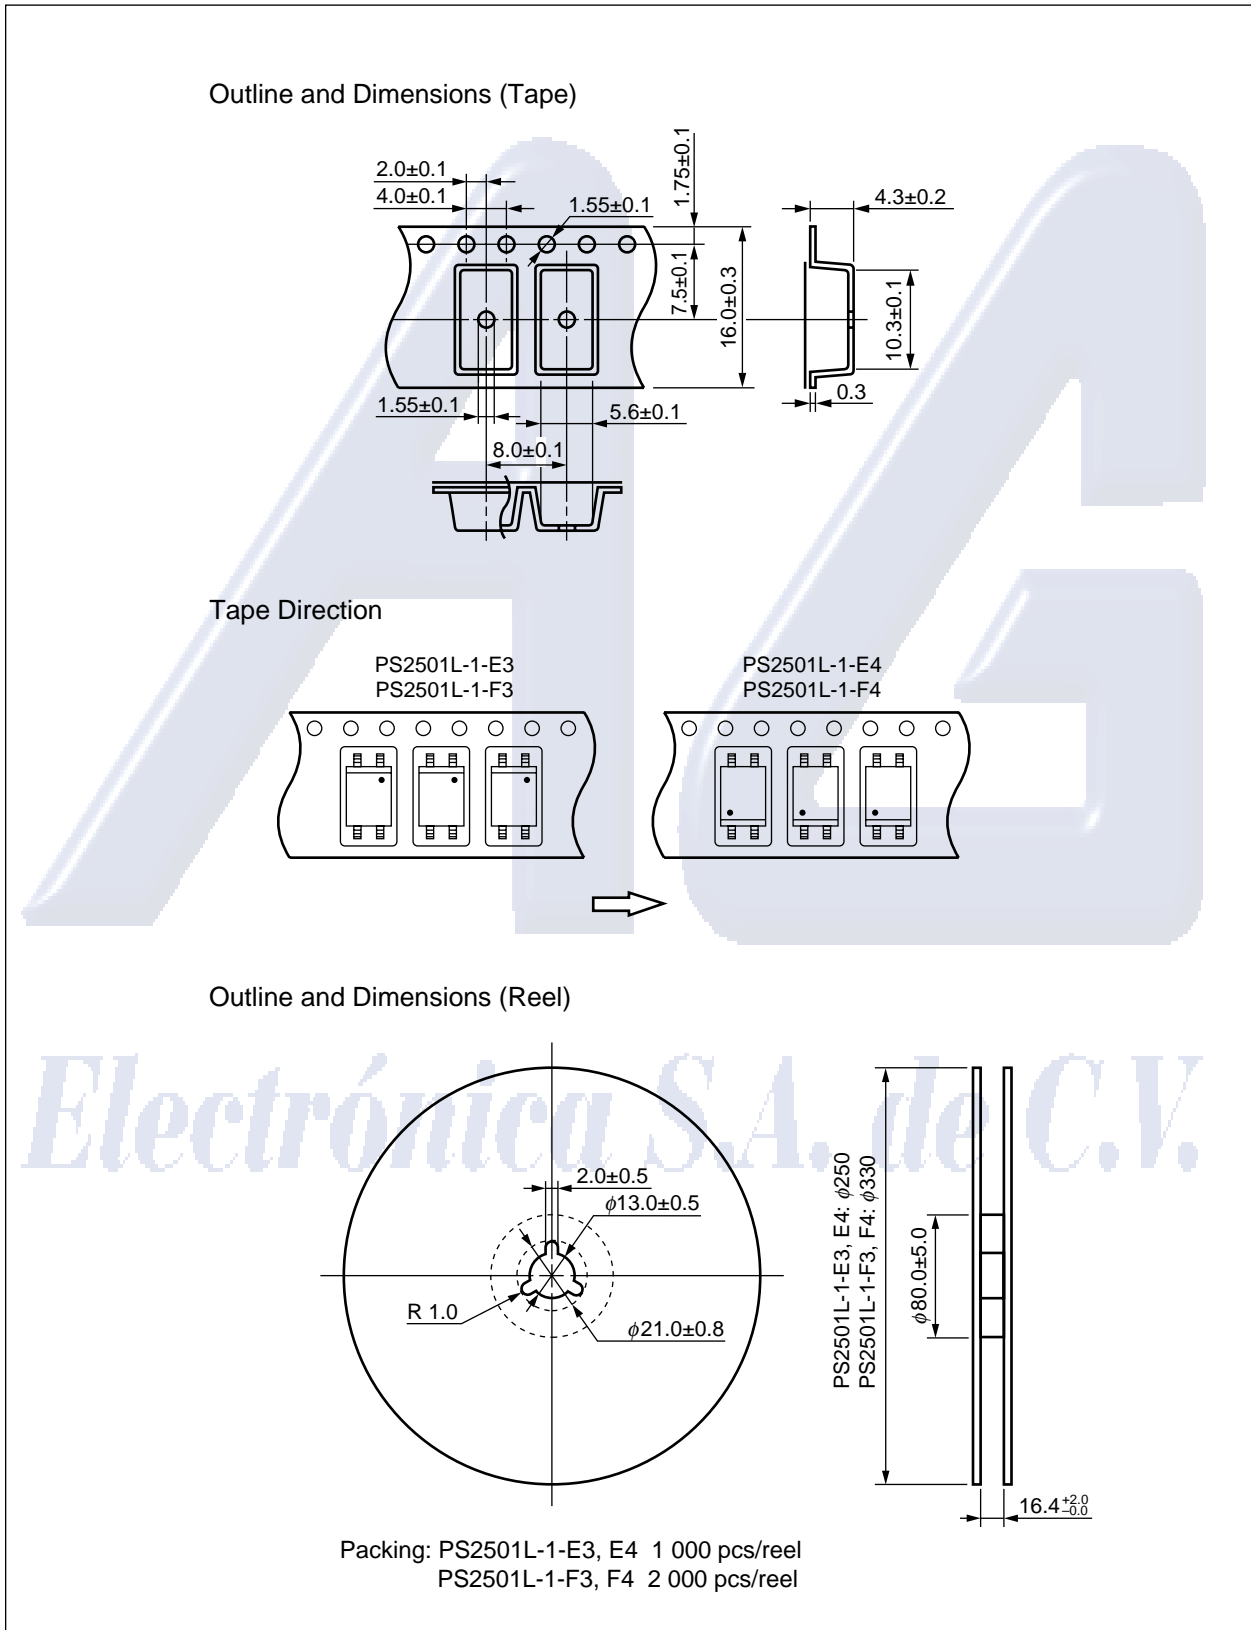 Outline and Dimensions (Tape)
2.0±0.1
4.0±0.1
1.55±0.1
1.75±0.1
7.5±0.1
16.0±0.3
4.3±0.2
10.3±0.1
0.3
1.55±0.1
5.6±0.1
8.0±0.1
Tape Direction
PS2501L-1-E3
PS2501L-1-F3
PS2501L-1-E4
PS2501L-1-F4
Outline and Dimensions (Reel)
2.0±0.5
φ13.0±0.5
R 1.0
φ21.0±0.8
PS2501L-1-E3, E4: φ250
PS2501L-1-F3, F4: φ330
φ80.0±5.0
16.4 +2.0 −0.0
Packing: PS2501L-1-E3, E4 1 000 pcs/reel
PS2501L-1-F3, F4 2 000 pcs/reel
AG
Electrónica S.A. de C.V.